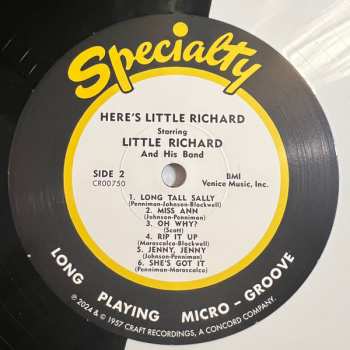 Specialty
HERE'S LITTLE RICHARD
Starring
LITTLE RICHARD
And His Band
SIDE 2
CR00750
BMI
Venice Music, Inc.
1. LONG TALL SALLY
(Penniman-Johnson-Blackwell)
2. MISS ANN
(Johnson-Penniman)
3. OH WHY?
(Scott)
4. RIP IT UP
(Marascalco-Blackwell)
5. JENNY, JENNY
(Johnson-Penniman)
6. SHE'S GOT IT
(Penniman-Marascalco)
LONG PLAYING MICRO-GROOVE
℗ 2024 & © 1957 CRAFT RECORDINGS, A CONCORD COMPANY.